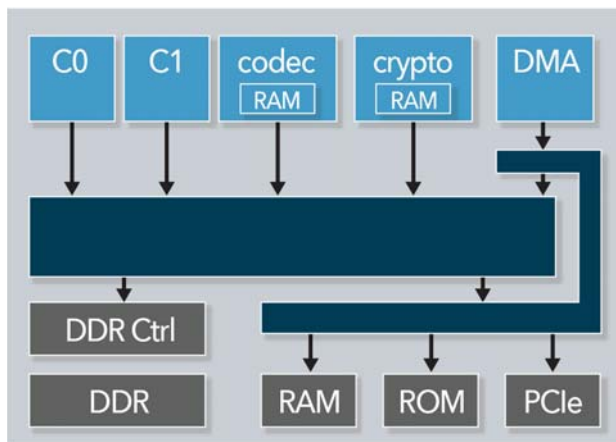 C0
C1
codec
RAM
crypto
RAM
DMA
DDR Ctrl
DDR
RAM
ROM
PCIe